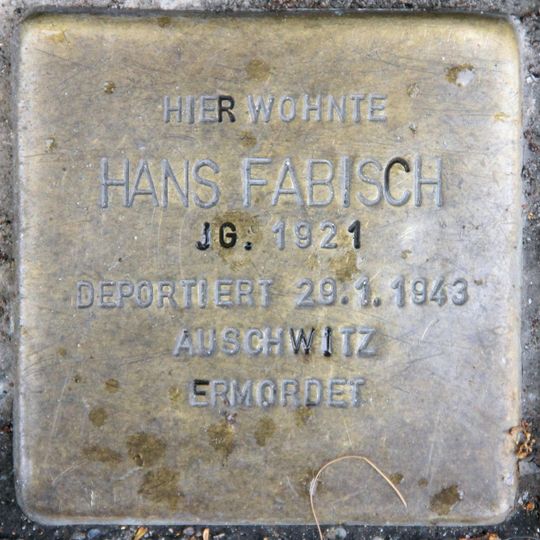 HIER WOHNTE
HANS FABISCH
JG. 1921
DEPORTIERT 29.1.1943
AUSCHWITZ
ERMORDET